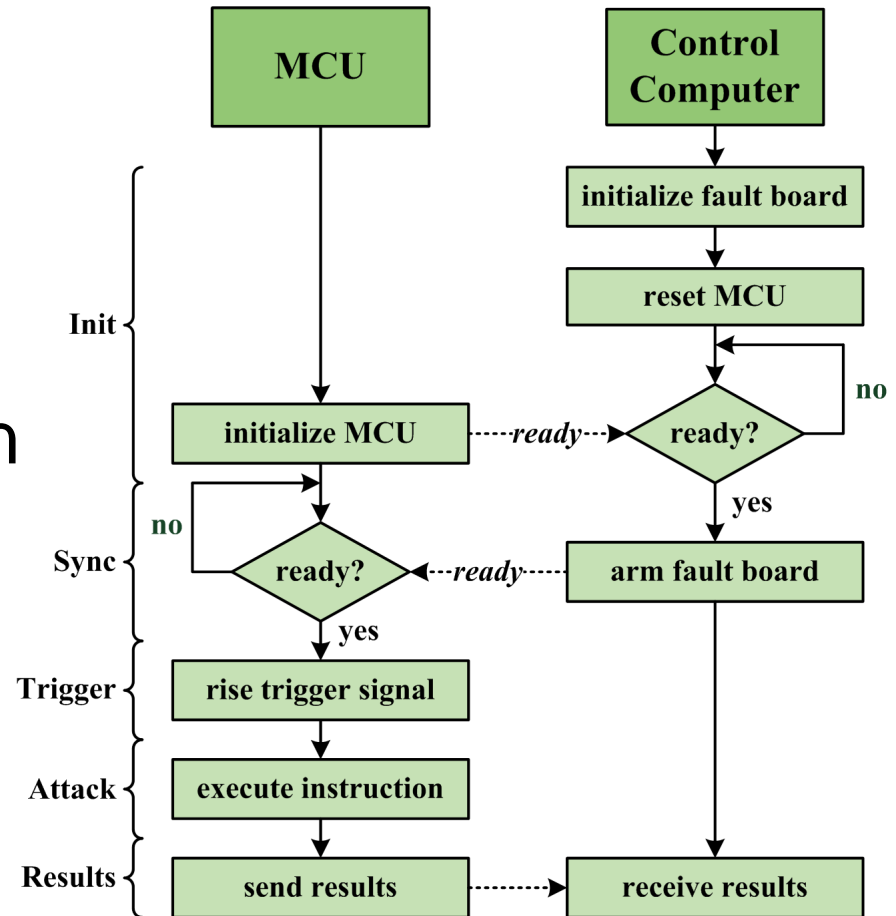 MCU
Control
Computer
initialize fault board
reset MCU
Init
no
initialize MCU
ready
ready?
n
yes
no
Sync
ready?
ready
arm fault board
yes
Trigger
rise trigger signal
Attack
execute instruction
Results
send results
receive results